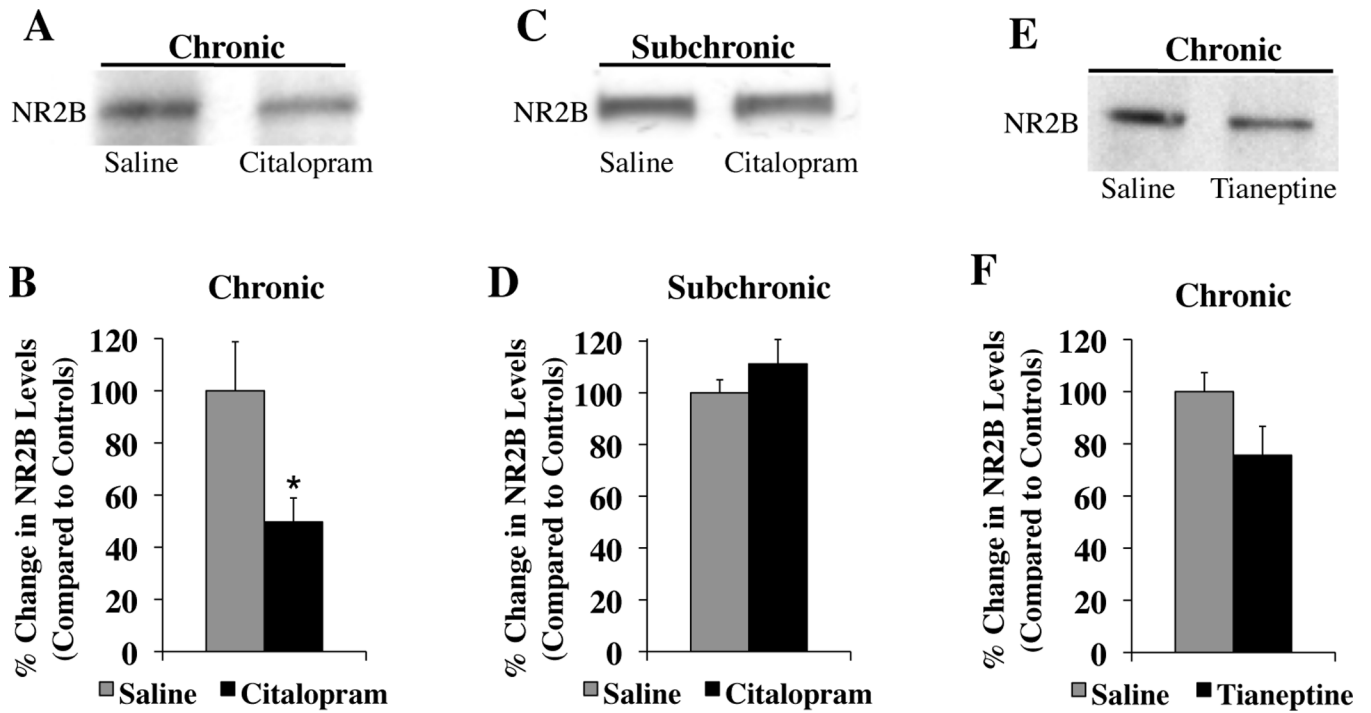 A
Chronic
NR2B
Saline
Citalopram
C
Subchronic
NR2B
Saline
Citalopram
E
Chronic
NR2B
Saline
Tianeptine
B
Chronic
% Change in NR2B Levels
(Compared to Controls)
120
100
80
60
40
20
0
*
Saline
Citalopram
D
Subchronic
% Change in NR2B Levels
(Compared to Controls)
120
100
80
60
40
20
0
Saline
Citalopram
F
Chronic
% Change in NR2B Levels
(Compared to Controls)
120
100
80
60
40
20
0
Saline
Tianeptine